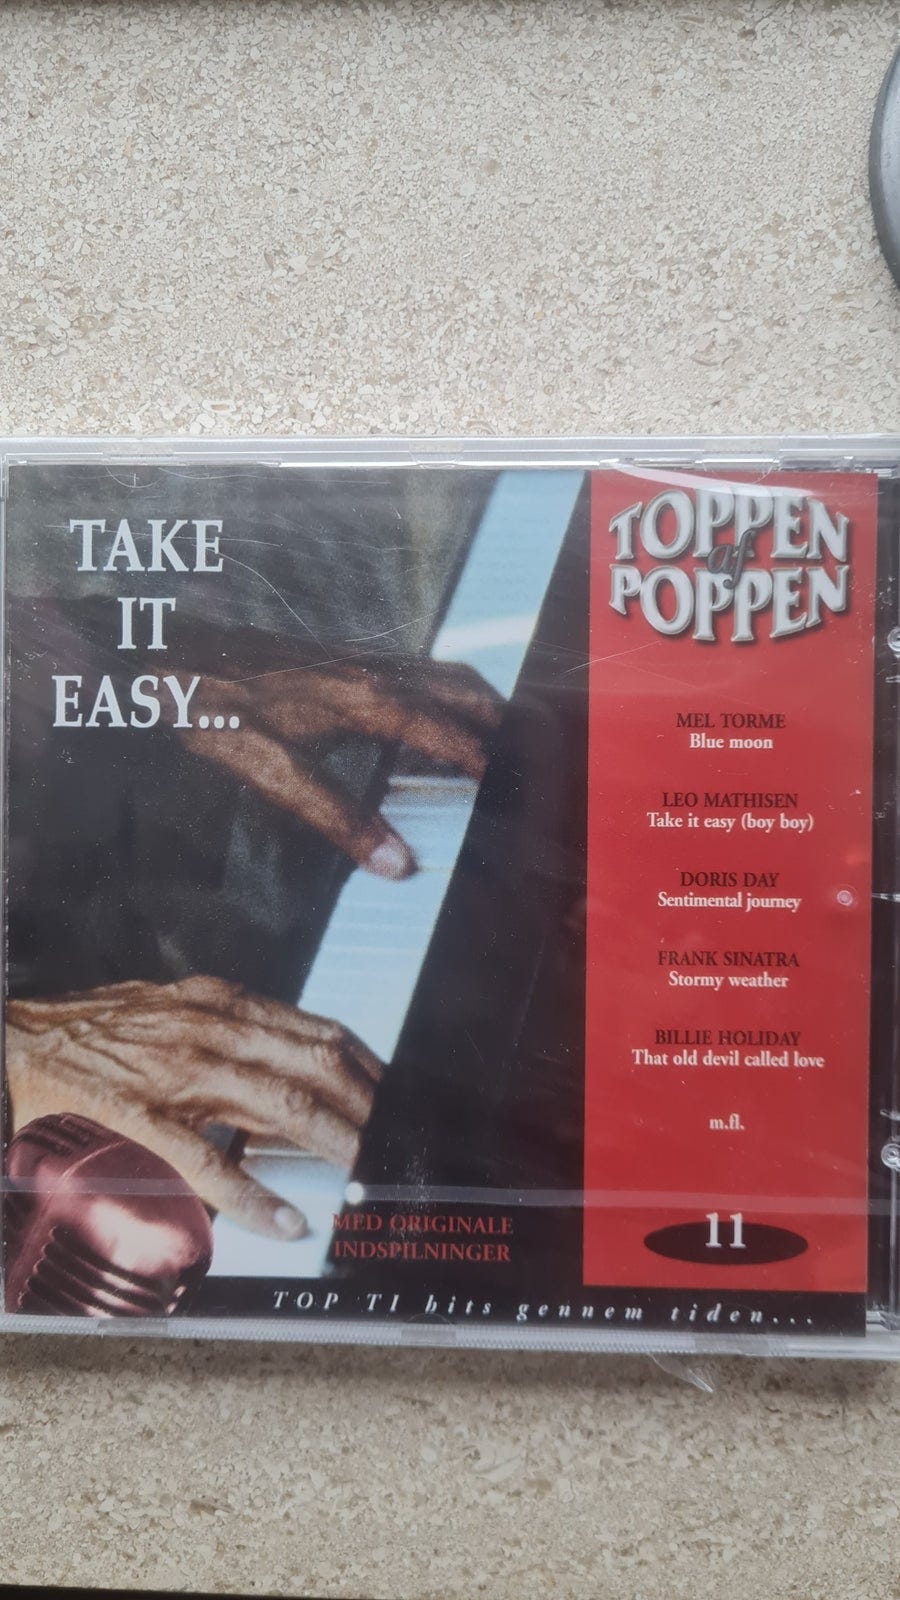 TAKE
IT
EASY...
TOPPEN
af
POPPEN
MEL TORME
Blue moon
LEO MATHISEN
Take it easy (boy boy)
DORIS DAY
Sentimental journey
FRANK SINATRA
Stormy weather
BILLIE HOLIDAY
That old devil called love
m.fl.
11
MED ORIGINALE
INDSPILNINGER
TOP TI hits gennem tiden...